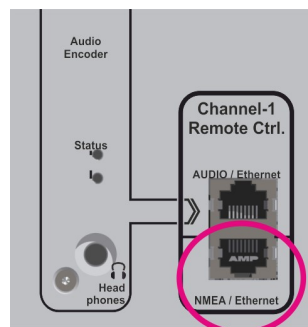 Audio
Encoder
Status
Head
phones
Channel-1
Remote Ctrl.
AUDIO / Ethernet
AMP
NMEA / Ethernet